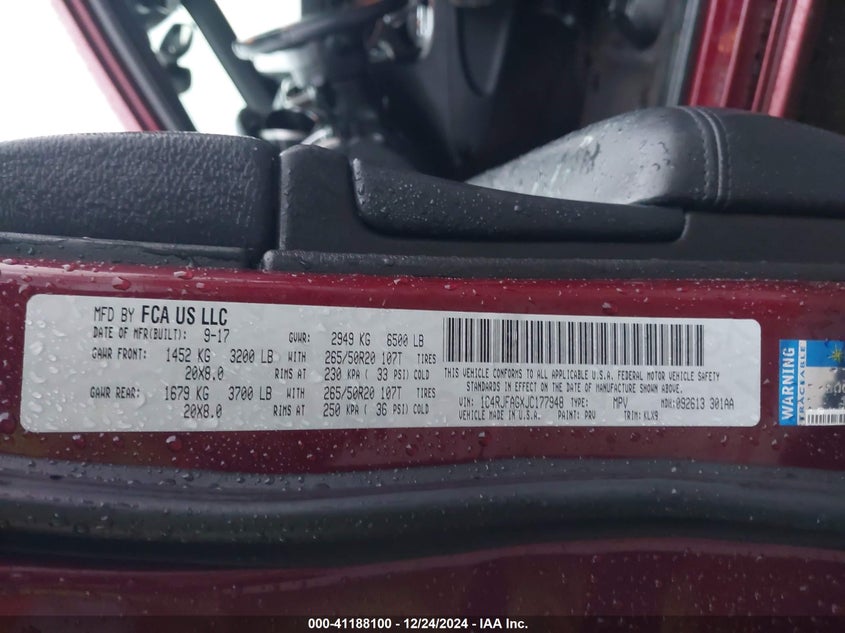 MFD BY FCA US LLC
DATE OF MFR(BUILT): 9-17 GVWR: 2949 KG 6500 LB
GAWR FRONT: 1452 KG 3200 LB WITH 265/50R20 107T TIRES
20X8.0 RIMS AT 230 KPA ( 33 PSI) COLD
GAWR REAR: 1679 KG 3700 LB WITH 265/50R20 107T TIRES
20X8.0 RIMS AT 250 KPA ( 36 PSI) COLD
THIS VEHICLE CONFORMS TO ALL APPLICABLE U.S.A. FEDERAL MOTOR VEHICLE SAFETY
STANDARDS IN EFFECT ON THE DATE OF MANUFACTURE SHOWN ABOVE.
VIN: 1C4RJFAGXJC177948 TYPE: MPV MDH: 092613 301AA
VEHICLE MADE IN U.S.A. PAINT: PRV TRIM: KLX9
WARNING
TRACEABLE
000-41188100 - 12/24/2024 - IAA Inc.